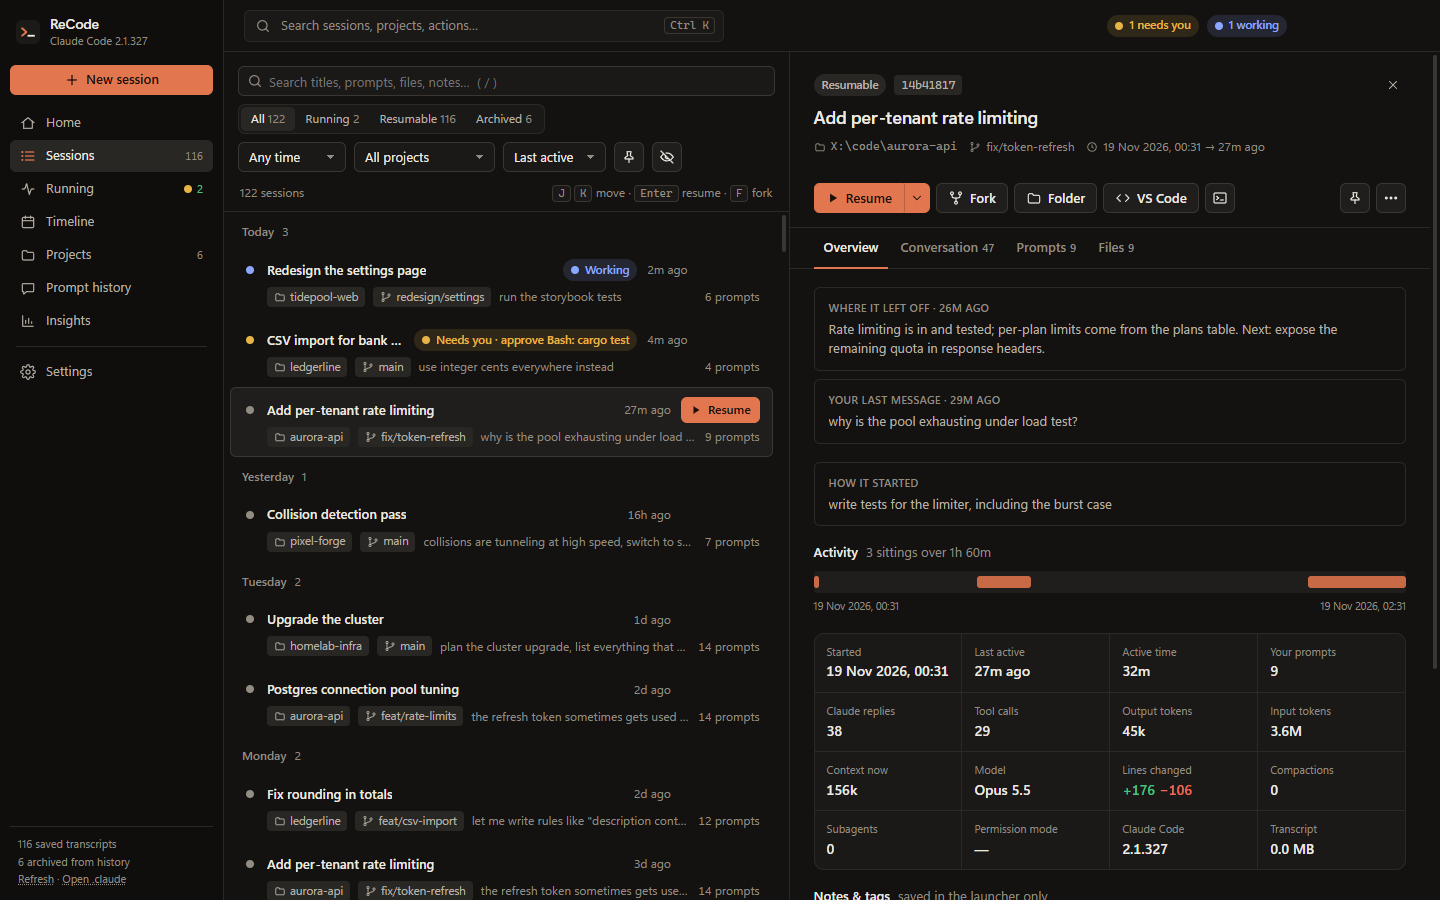 ReCode
Claude Code 2.1.327
New session
Home
Sessions 116
Running 2
Timeline
Projects 6
Prompt history
Insights
Settings
116 saved transcripts
6 archived from history
Refresh · Open .claude
Search sessions, projects, actions... Ctrl K
1 needs you 1 working
Search titles, prompts, files, notes... ( / )
All 122 Running 2 Resumable 116 Archived 6
Any time All projects Last active
122 sessions J K move · Enter resume · F fork
Today 3
Redesign the settings page Working 2m ago
tidepool-web redesign/settings run the storybook tests 6 prompts
CSV import for bank ... Needs you · approve Bash: cargo test 4m ago
ledgerline main use integer cents everywhere instead 4 prompts
Add per-tenant rate limiting 27m ago Resume
aurora-api fix/token-refresh why is the pool exhausting under load ... 9 prompts
Yesterday 1
Collision detection pass 16h ago
pixel-forge main collisions are tunneling at high speed, switch to s... 7 prompts
Tuesday 2
Upgrade the cluster 1d ago
homelab-infra main plan the cluster upgrade, list everything that ... 14 prompts
Postgres connection pool tuning 2d ago
aurora-api feat/rate-limits the refresh token sometimes gets used ... 14 prompts
Monday 2
Fix rounding in totals 2d ago
ledgerline feat/csv-import let me write rules like "description cont... 12 prompts
Add per-tenant rate limiting 3d ago
aurora-api fix/token-refresh the refresh token sometimes gets use... 14 prompts
Resumable 14b41817
Add per-tenant rate limiting
X:\code\aurora-api fix/token-refresh 19 Nov 2026, 00:31 → 27m ago
Resume Fork Folder VS Code
Overview Conversation 47 Prompts 9 Files 9
WHERE IT LEFT OFF · 26M AGO
Rate limiting is in and tested; per-plan limits come from the plans table. Next: expose the
remaining quota in response headers.
YOUR LAST MESSAGE · 29M AGO
why is the pool exhausting under load test?
HOW IT STARTED
write tests for the limiter, including the burst case
Activity 3 sittings over 1h 60m
19 Nov 2026, 00:31 19 Nov 2026, 02:31
Started Last active Active time Your prompts
19 Nov 2026, 00:31 27m ago 32m 9
Claude replies Tool calls Output tokens Input tokens
38 29 45k 3.6M
Context now Model Lines changed Compactions
156k Opus 5.5 +176 −106 0
Subagents Permission mode Claude Code Transcript
0 — 2.1.327 0.0 MB
Notes & tags saved in the launcher only